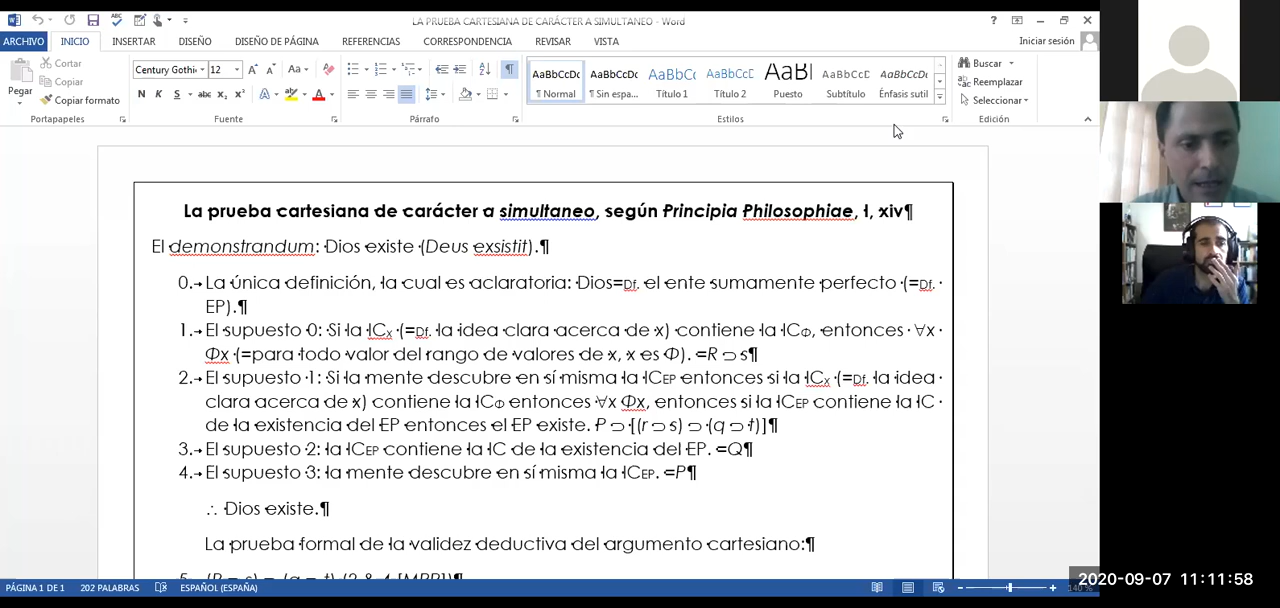 LA PRUEBA CARTESIANA DE CARÁCTER A SIMULTANEO - Word
ARCHIVO INICIO INSERTAR DISEÑO DISEÑO DE PÁGINA REFERENCIAS CORRESPONDENCIA REVISAR VISTA Iniciar sesión
Pegar
Cortar
Copiar
Copiar formato
Portapapeles
Century Gothi 12
N K S abc x₂ x²
Fuente
Párrafo
AaBbCcDc AaBbCcDc AaBbCc AaBbCcC AaB AaBbCcD AaBbCcDc
¶ Normal ¶ Sin espa... Título 1 Título 2 Puesto Subtítulo Énfasis sutil
Estilos
Buscar
Reemplazar
Seleccionar
Edición
La prueba cartesiana de carácter a simultaneo, según Principia Philosophiae, I, xiv¶
El demonstrandum: Dios existe (Deus exsistit).¶
0. La única definición, la cual es aclaratoria: Dios=Df. el ente sumamente perfecto (=Df.
EP).¶
1. El supuesto 0: Si la ICx (=Df. la idea clara acerca de x) contiene la ICΦ, entonces ∀x
Φx (=para todo valor del rango de valores de x, x es Φ). =R ⊃ s¶
2. El supuesto 1: Si la mente descubre en sí misma la ICEP entonces si la ICx (=Df. la idea
clara acerca de x) contiene la ICΦ entonces ∀x Φx, entonces si la ICEP contiene la IC
de la existencia del EP entonces el EP existe. P ⊃ [(r ⊃ s) ⊃ (q ⊃ t)]¶
3. El supuesto 2: la ICEP contiene la IC de la existencia del EP. =Q¶
4. El supuesto 3: la mente descubre en sí misma la ICEP. =P¶
∴ Dios existe.¶
La prueba formal de la validez deductiva del argumento cartesiano:¶
PÁGINA 1 DE 1 202 PALABRAS ESPAÑOL (ESPAÑA) 140 %
2020-09-07 11:11:58